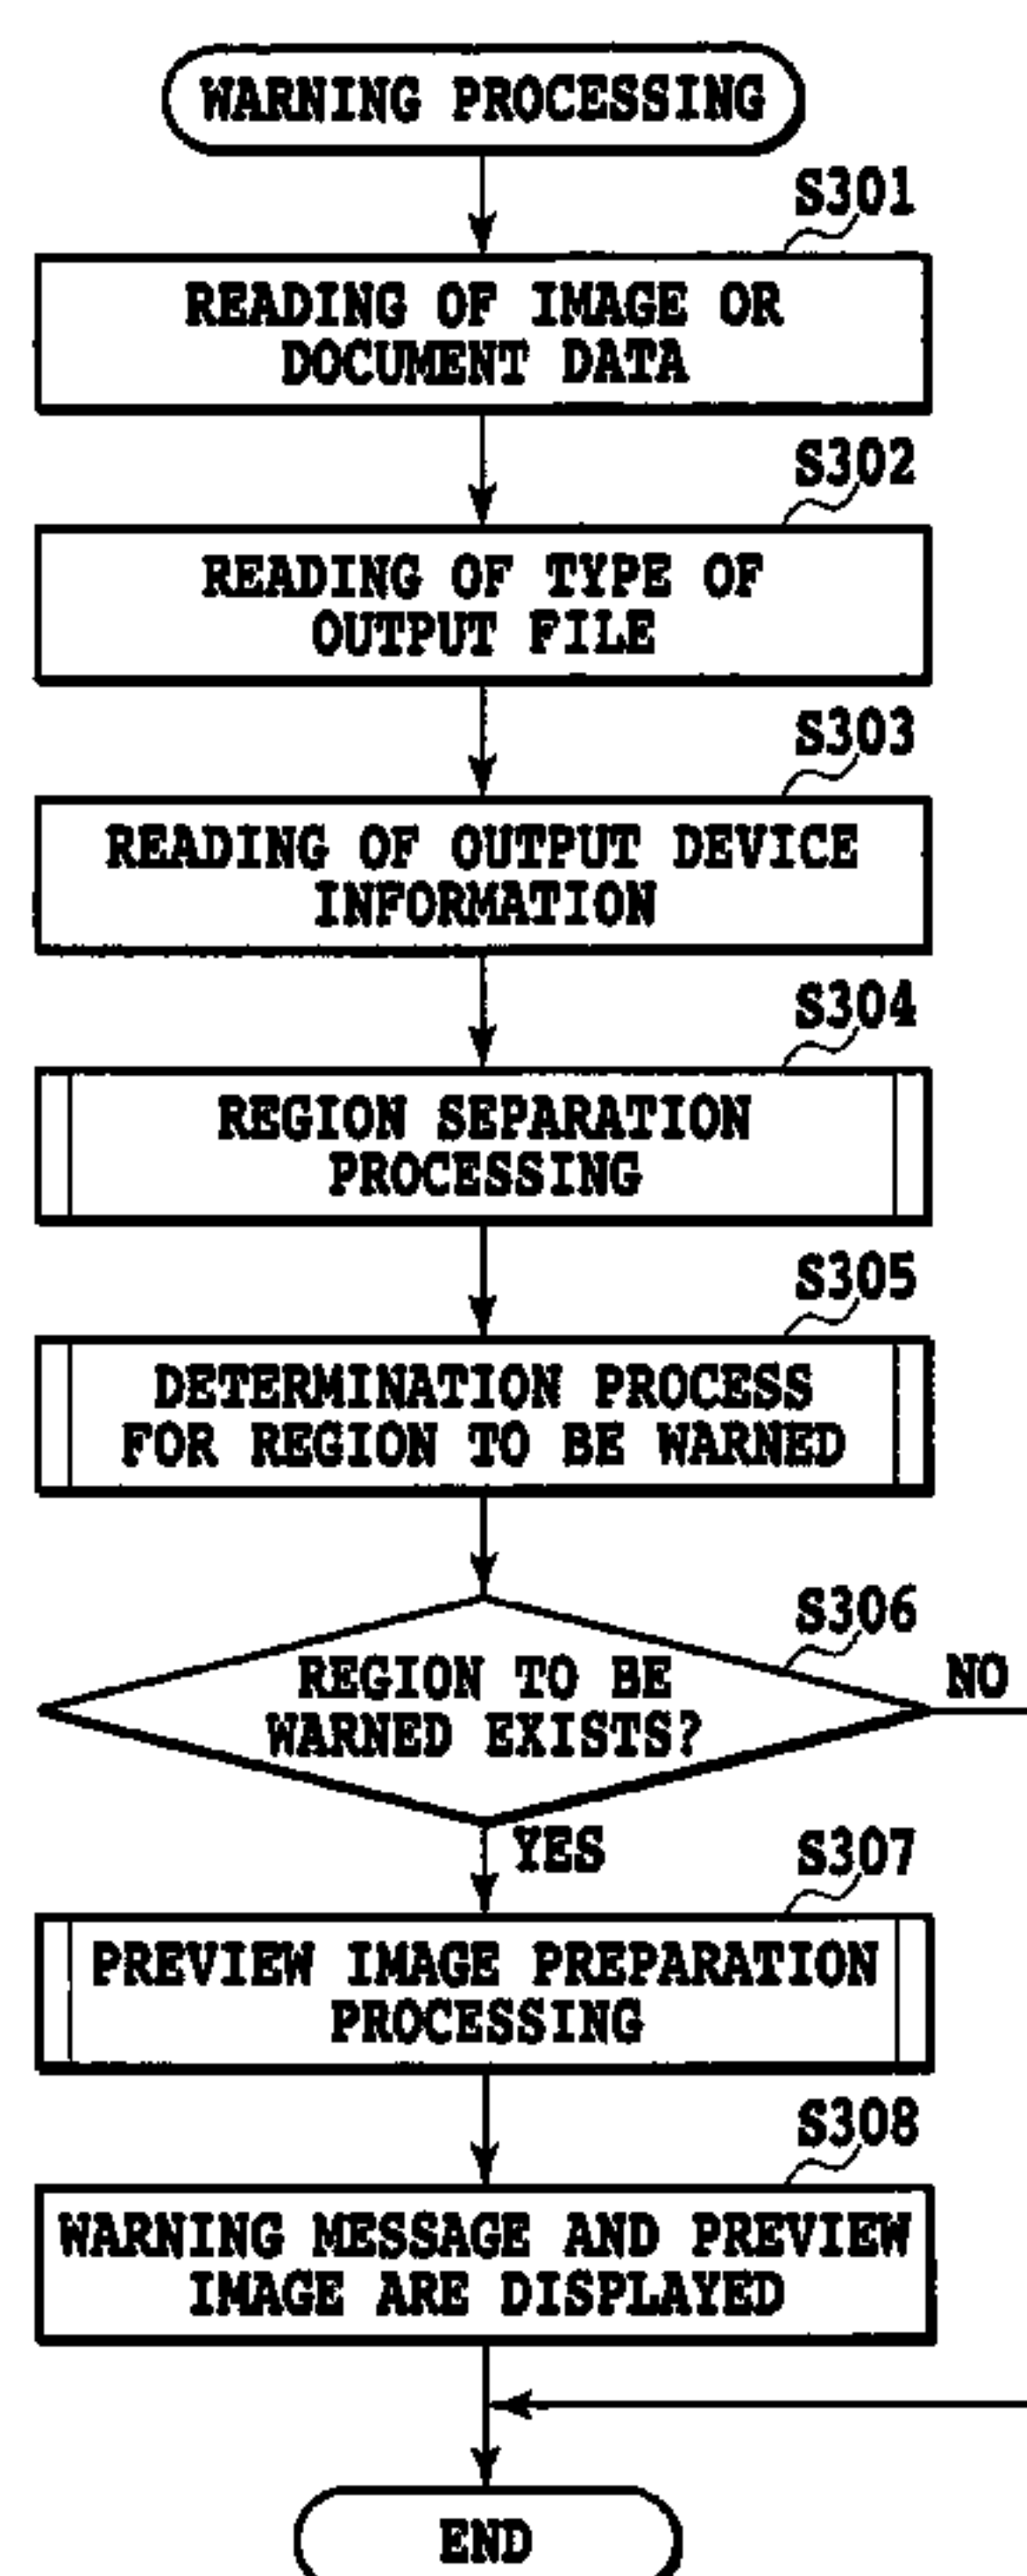 WARNING PROCESSING
S301
READING OF IMAGE OR
DOCUMENT DATA
S302
READING OF TYPE OF
OUTPUT FILE
S303
READING OF OUTPUT DEVICE
INFORMATION
S304
REGION SEPARATION
PROCESSING
S305
DETERMINATION PROCESS
FOR REGION TO BE WARNED
S306
REGION TO BE
WARNED EXISTS?
NO
YES
S307
PREVIEW IMAGE PREPARATION
PROCESSING
S308
WARNING MESSAGE AND PREVIEW
IMAGE ARE DISPLAYED
END